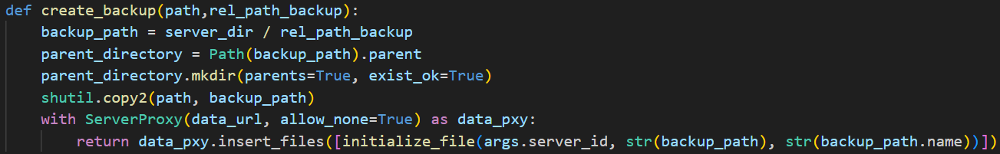 def create_backup(path,rel_path_backup):
    backup_path = server_dir / rel_path_backup
    parent_directory = Path(backup_path).parent
    parent_directory.mkdir(parents=True, exist_ok=True)
    shutil.copy2(path, backup_path)
    with ServerProxy(data_url, allow_none=True) as data_pxy:
        return data_pxy.insert_files([initialize_file(args.server_id, str(backup_path), str(backup_path.name))])